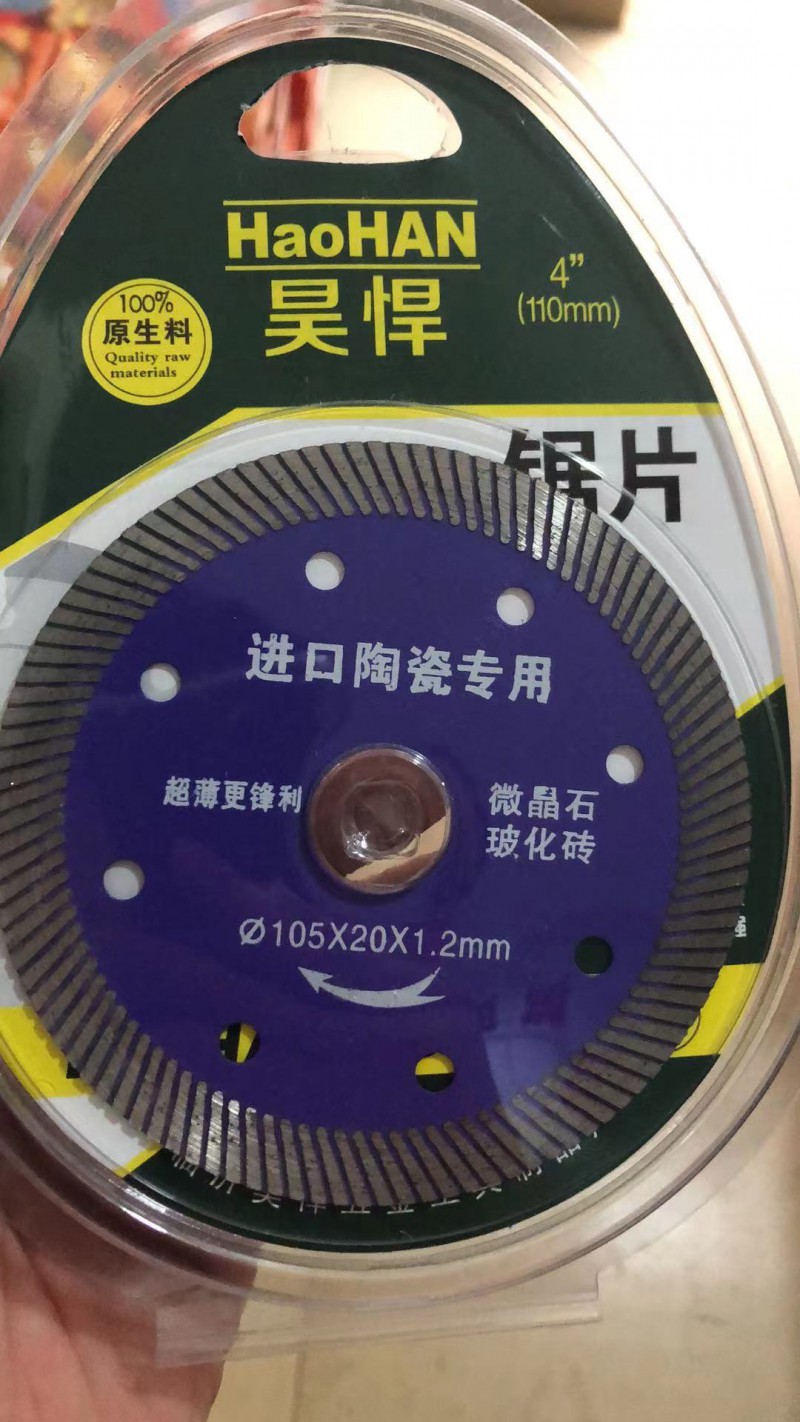 HaoHAN
昊悍
4”
(110mm)
100%
原生料
Quality raw
materials
锯片
进口陶瓷专用
超薄更锋利
微晶石
玻化砖
Ø105X20X1.2mm